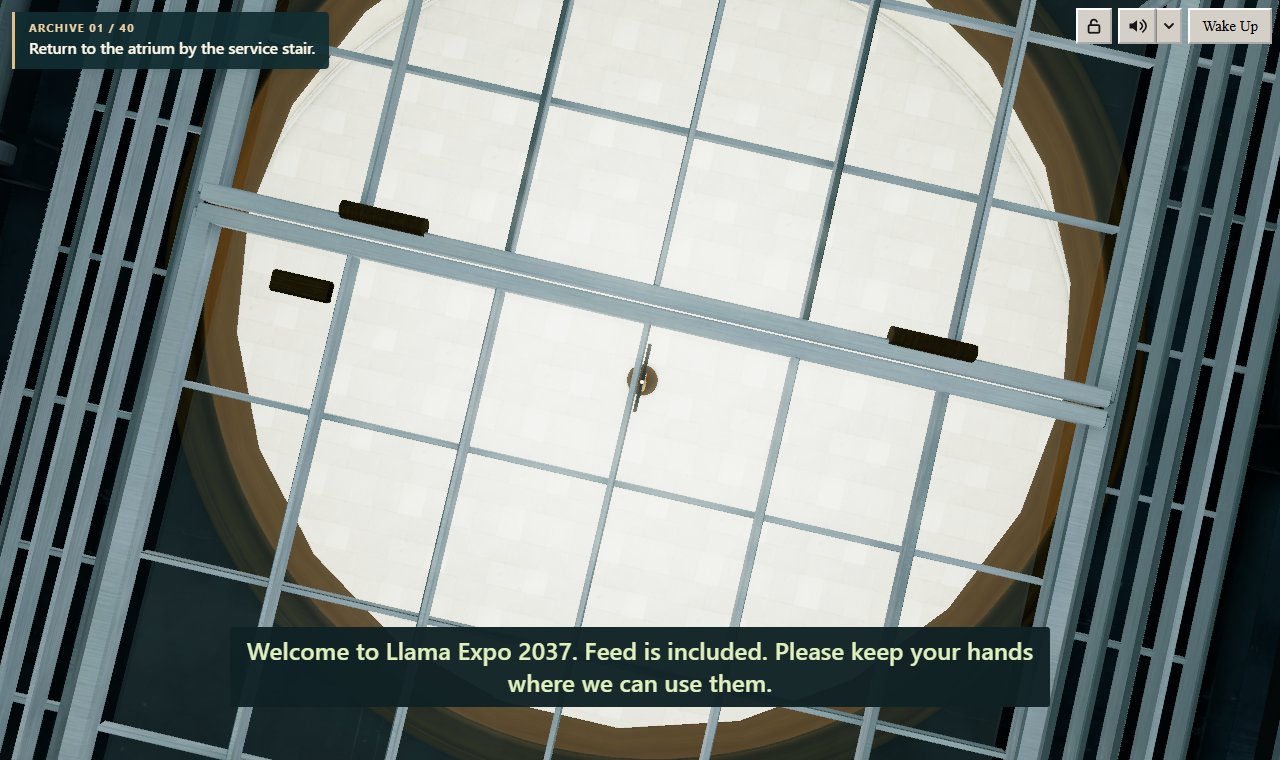 ARCHIVE 01 / 40
Return to the atrium by the service stair.
Wake Up
Welcome to Llama Expo 2037. Feed is included. Please keep your hands
where we can use them.